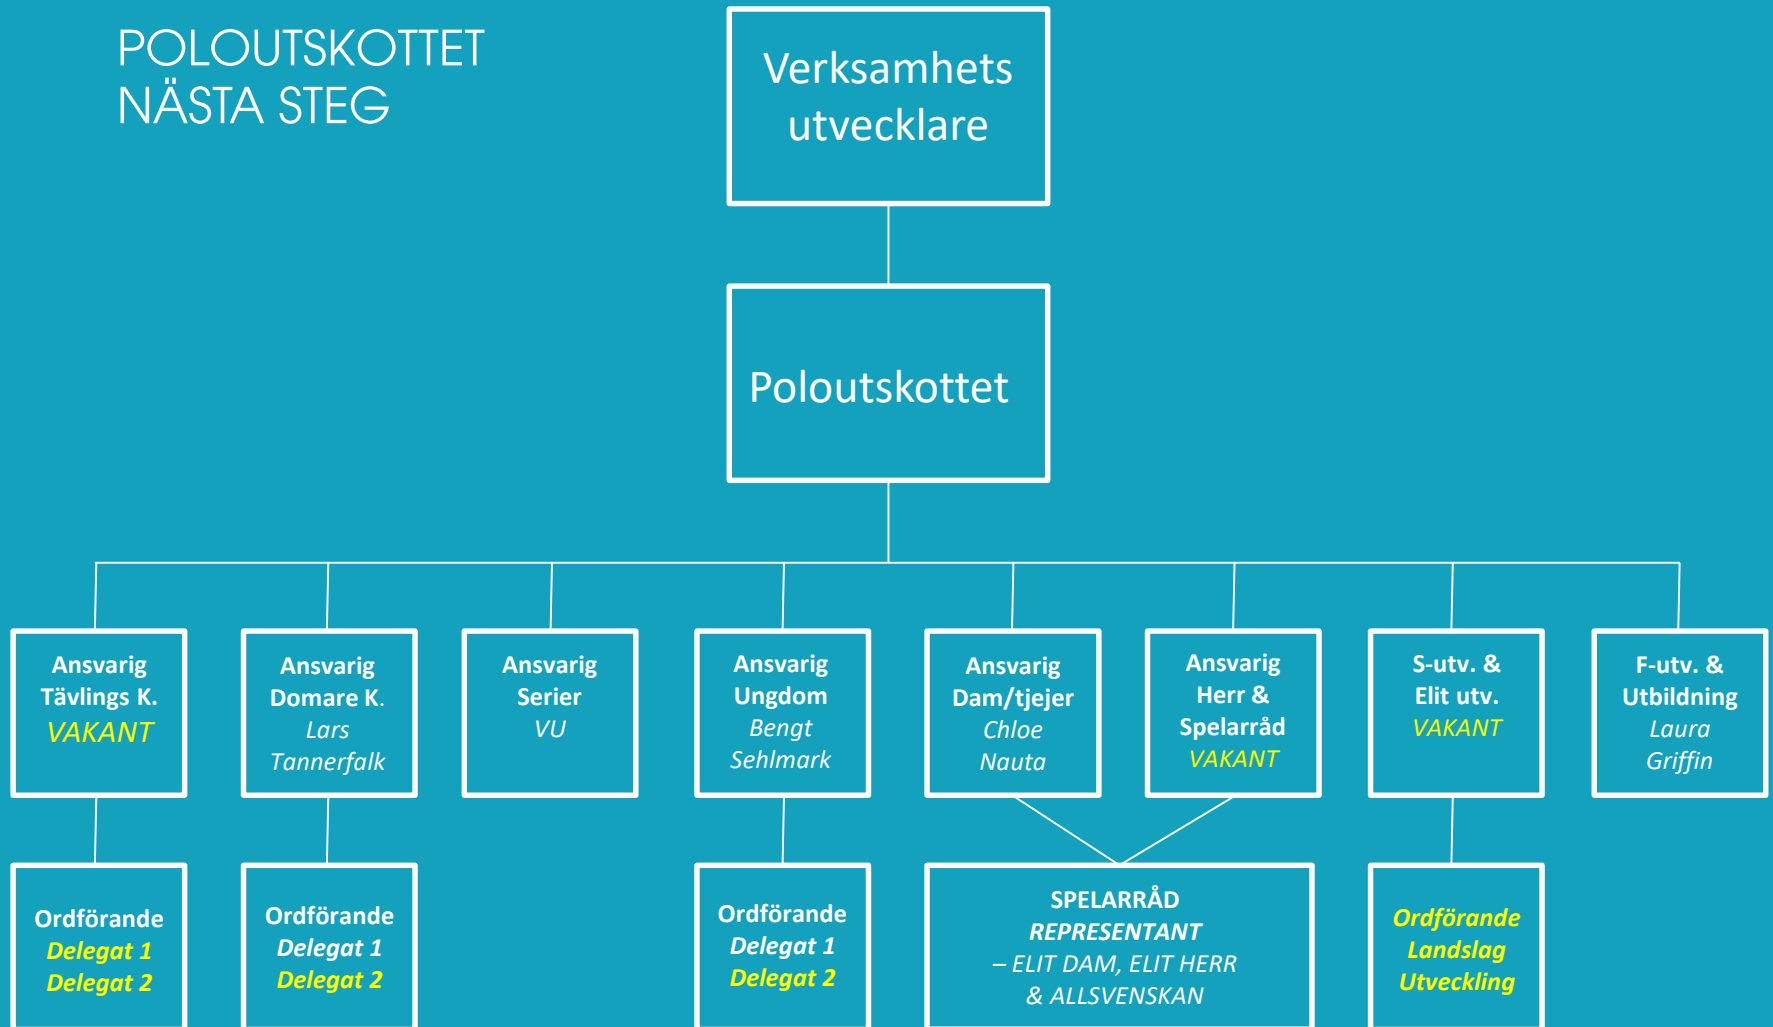 POLOUTSKOTTET
NÄSTA STEG
Verksamhets
utvecklare
Poloutskottet
Ansvarig
Tävlings K.
VAKANT
Ansvarig
Domare K.
Lars
Tannerfalk
Ansvarig
Serier
VU
Ansvarig
Ungdom
Bengt
Sehlmark
Ansvarig
Dam/tjejer
Chloe
Nauta
Ansvarig
Herr &
Spelarråd
VAKANT
S-utv. &
Elit utv.
VAKANT
F-utv. &
Utbildning
Laura
Griffin
Ordförande
Delegat 1
Delegat 2
Ordförande
Delegat 1
Delegat 2
Ordförande
Delegat 1
Delegat 2
SPELARRÅD
REPRESENTANT
– ELIT DAM, ELIT HERR
& ALLSVENSKAN
Ordförande
Landslag
Utveckling